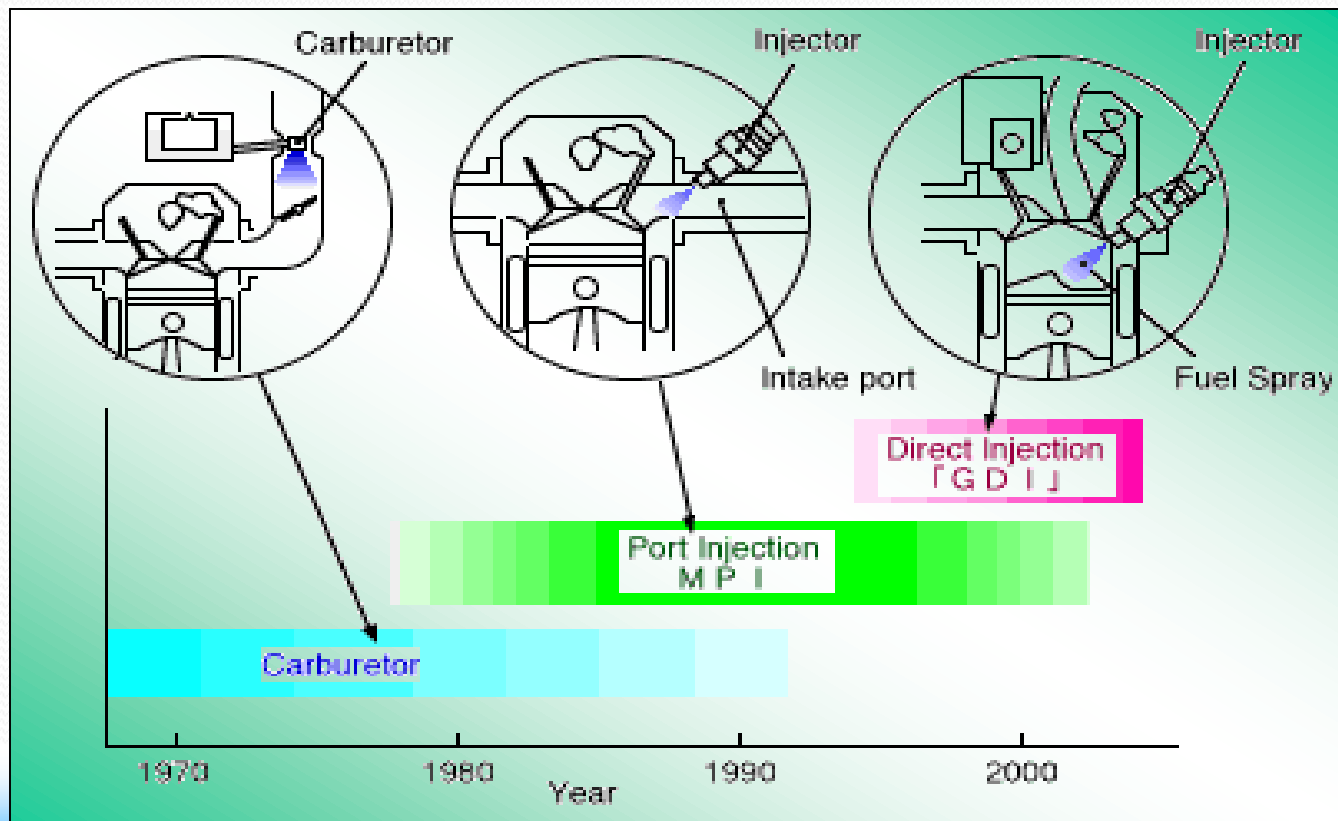 Carburetor
Injector
Injector
Intake port
Fuel Spray
Direct Injection
「G D I」
Port Injection
M P I
Carburetor
1970
1980
1990
2000
Year